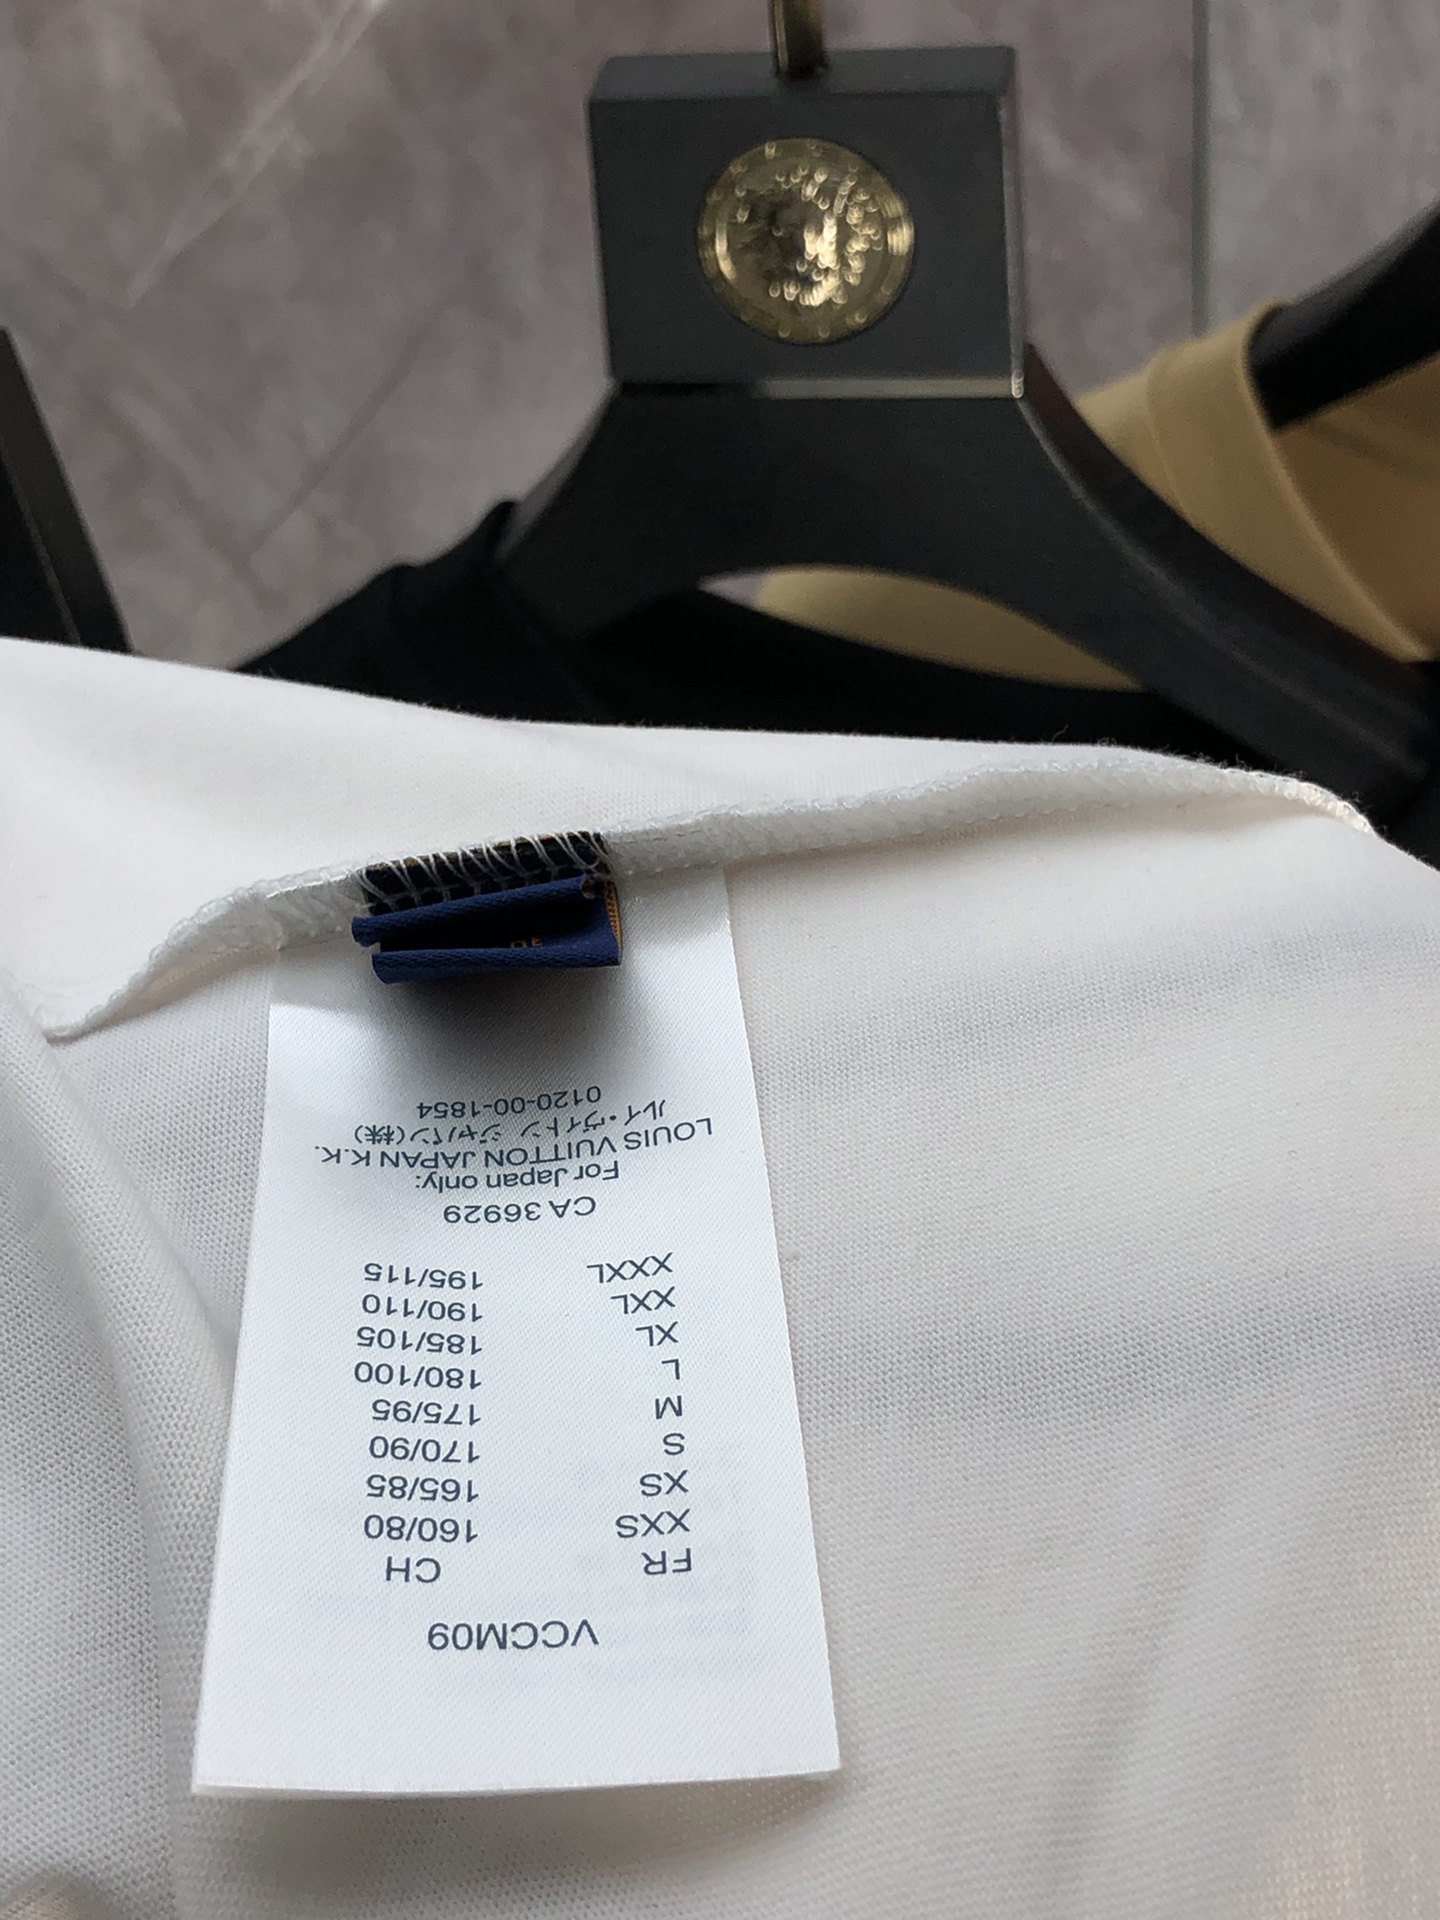 VCCM09
FR CH
XXS 160/80
XS 165/85
S 170/90
M 175/95
L 180/100
XL 185/105
XXL 190/110
XXXL 195/115
CA 36929
For Japan only:
LOUIS VUITTON JAPAN K.K.
ルイ・ヴィトン ジャパン(株)
0120-00-1854